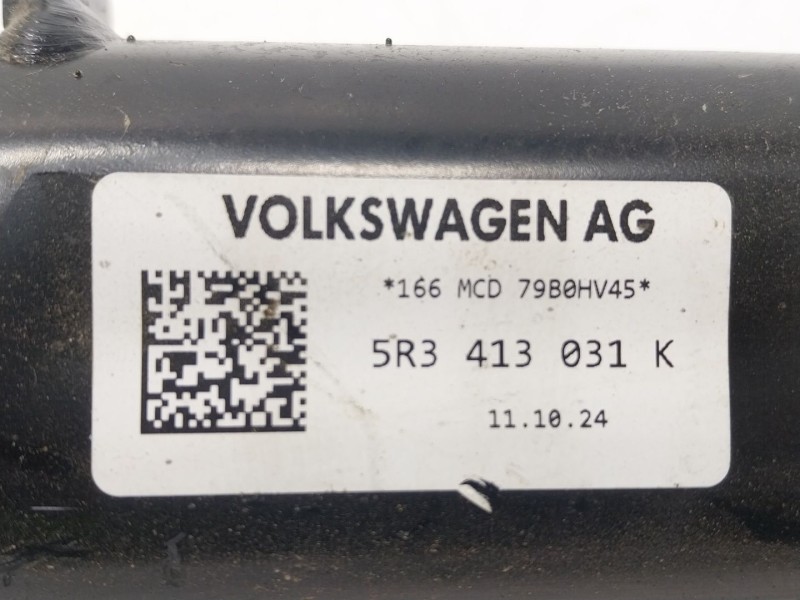 VOLKSWAGEN AG
*166 MCD 79B0HV45*
5R3 413 031 K
11.10.24